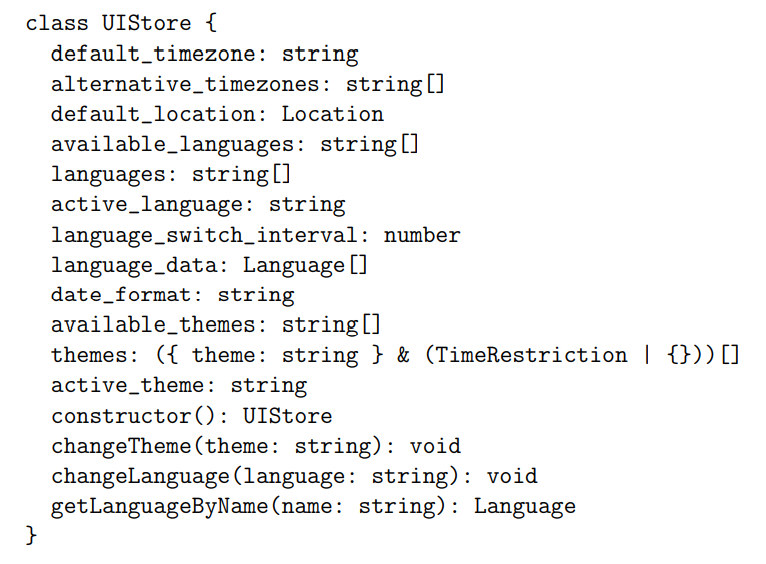 class UIStore {
  default_timezone: string
  alternative_timezones: string[]
  default_location: Location
  available_languages: string[]
  languages: string[]
  active_language: string
  language_switch_interval: number
  language_data: Language[]
  date_format: string
  available_themes: string[]
  themes: ({ theme: string } & (TimeRestriction | {}))[]
  active_theme: string
  constructor(): UIStore
  changeTheme(theme: string): void
  changeLanguage(language: string): void
  getLanguageByName(name: string): Language
}